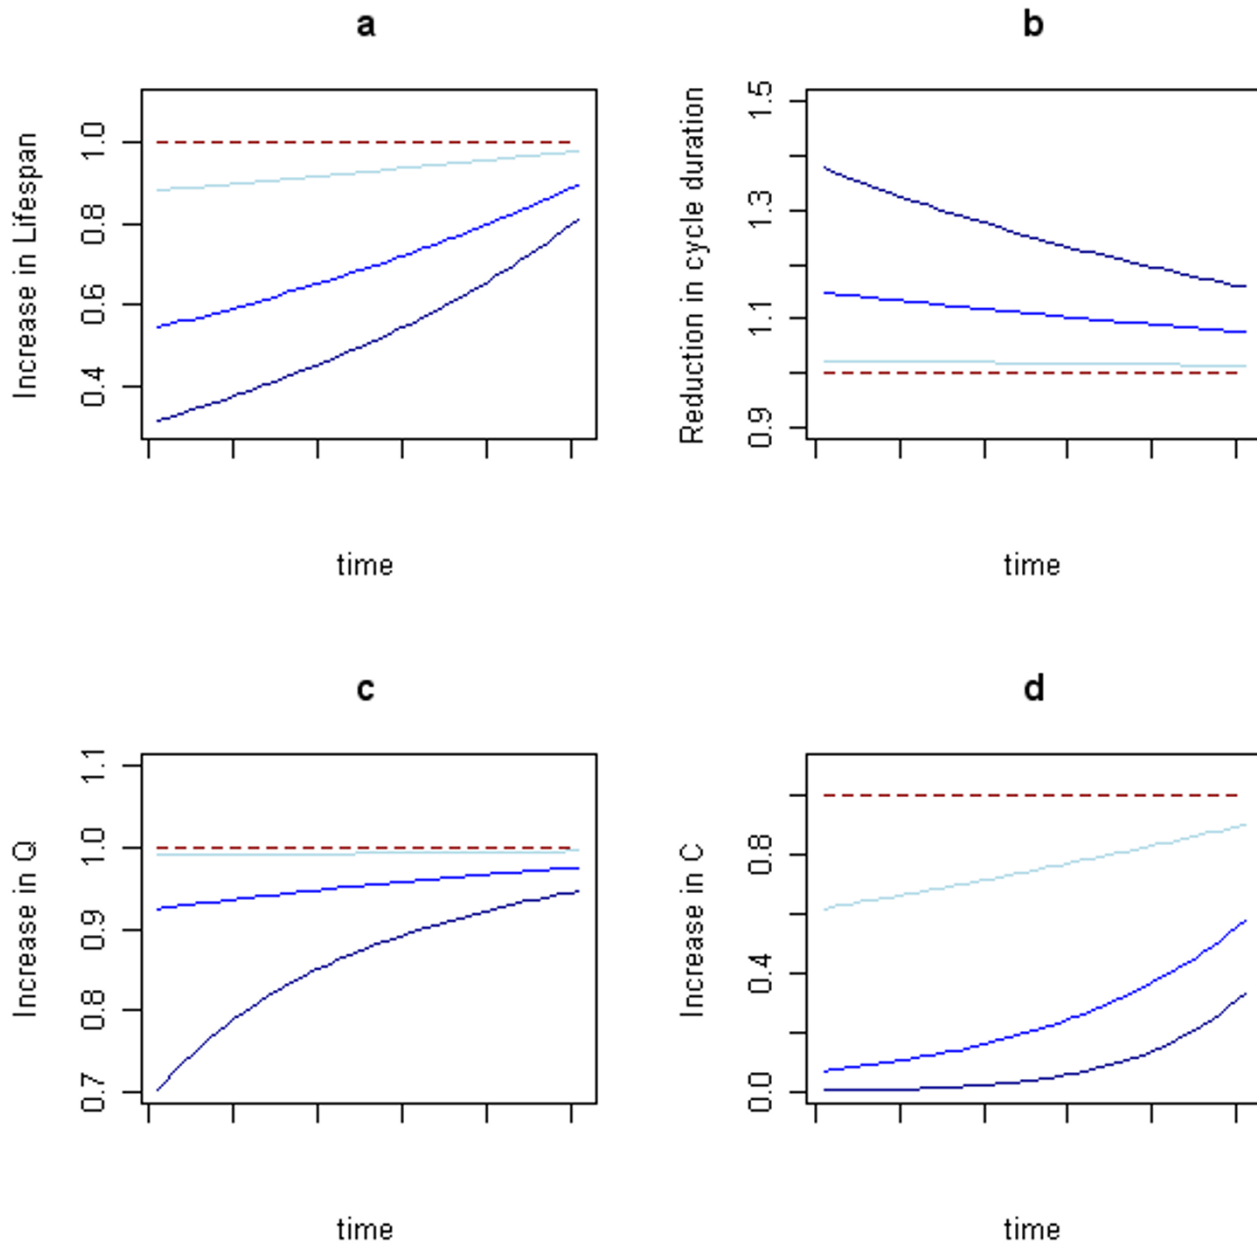 a
Increase in Lifespan
1.0
0.8
0.6
0.4
time
b
Reduction in cycle duration
1.5
1.3
1.1
0.9
time
c
Increase in Q
1.1
1.0
0.9
0.8
0.7
time
d
Increase in C
0.8
0.4
0.0
time